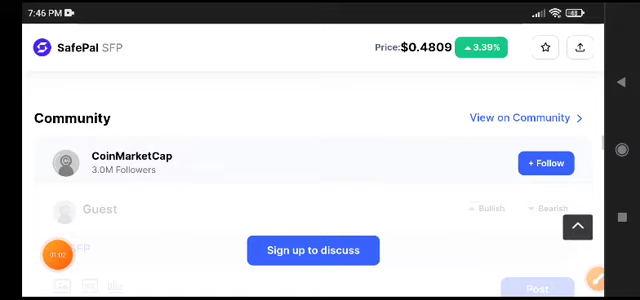 7:46 PM
SafePal SFP
Price:$0.4809
3.39%
Community
View on Community
CoinMarketCap
3.0M Followers
+ Follow
Guest
Bullish
Bearish
SFP
Sign up to discuss
01:02
Post